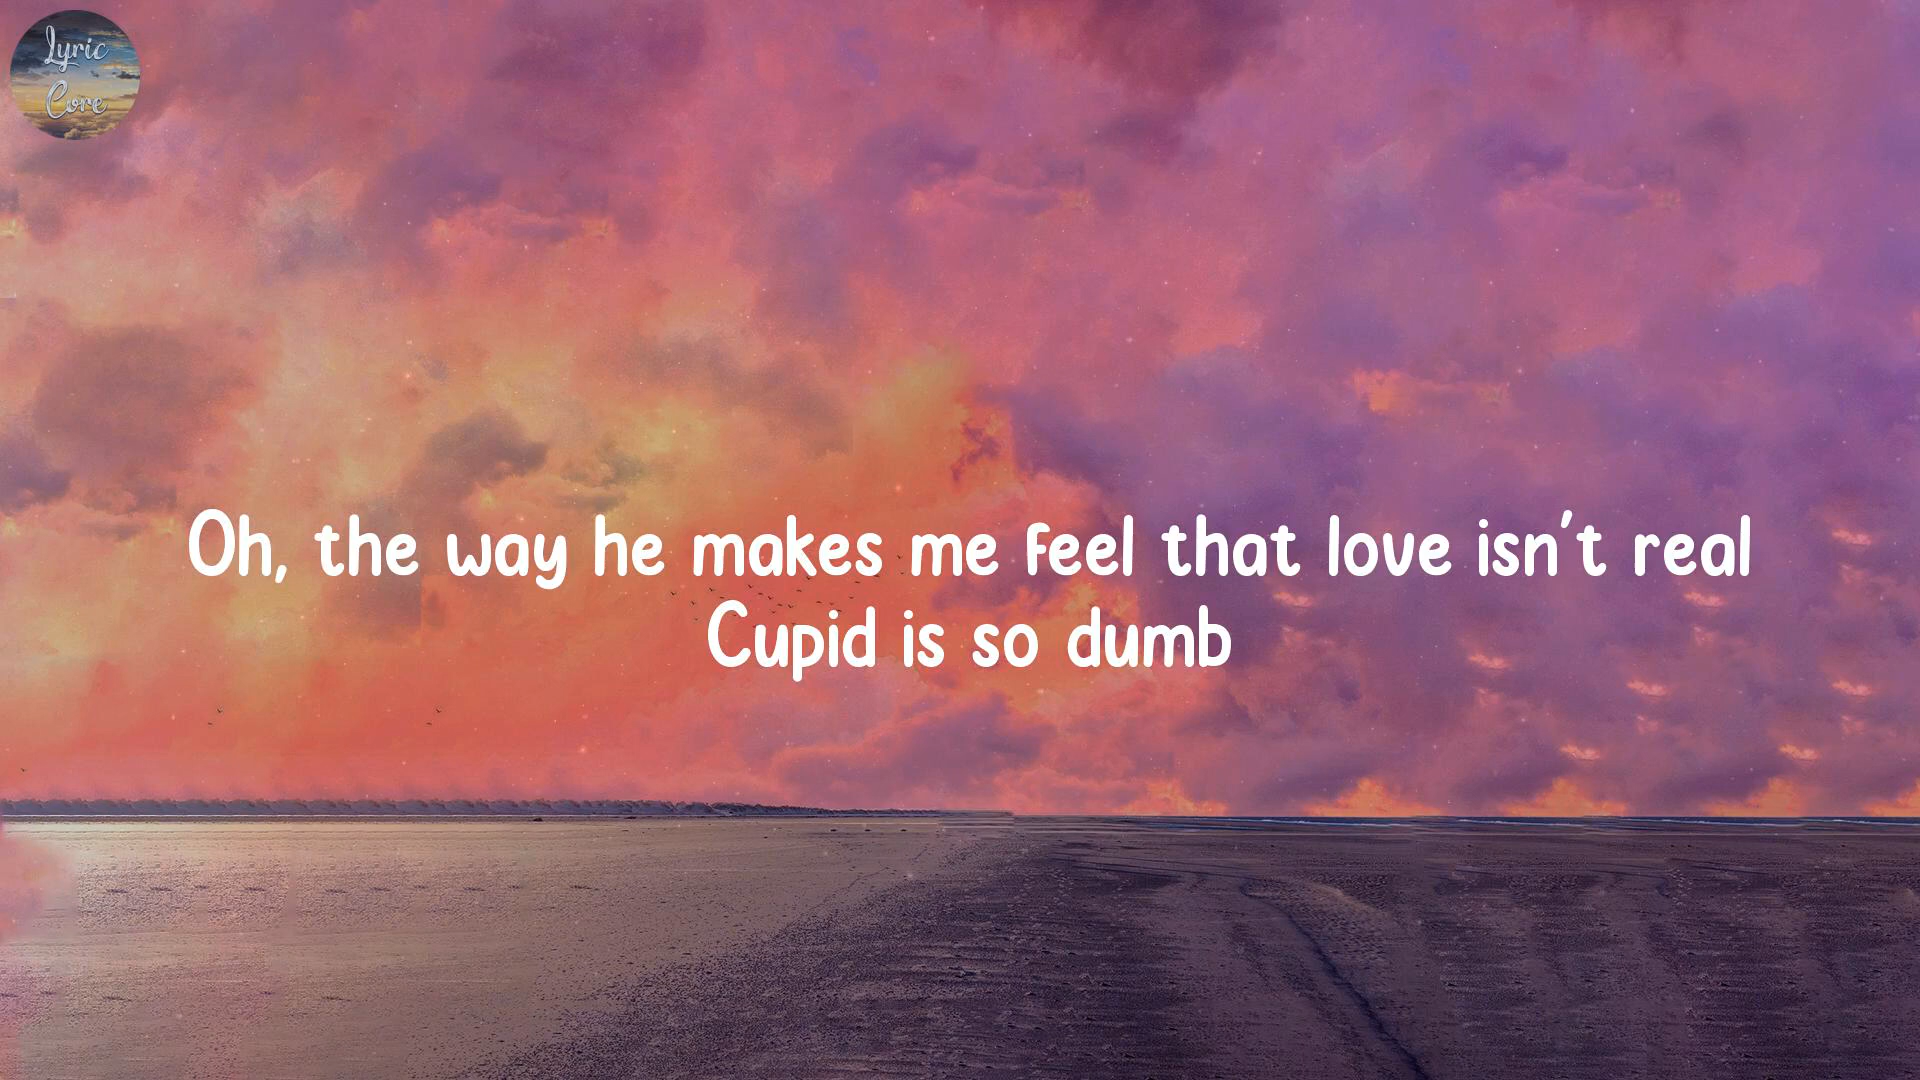 Lyric
Core
Oh, the way he makes me feel that love isn't real
Cupid is so dumb